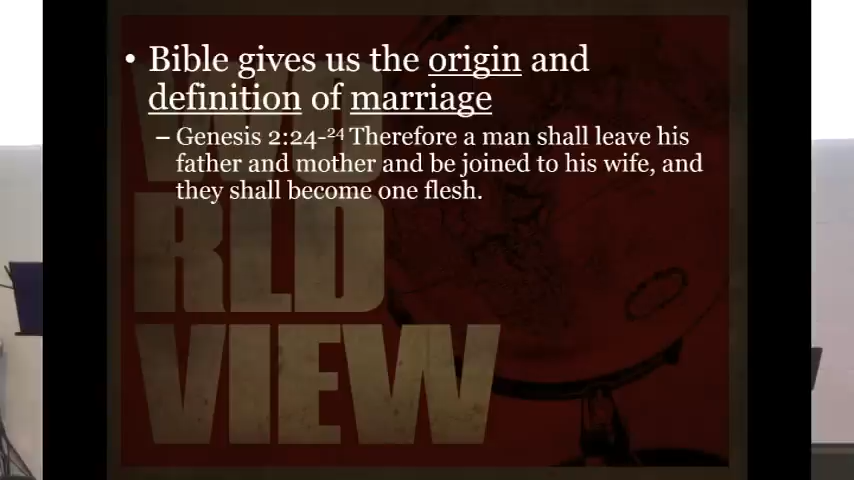 • Bible gives us the origin and
definition of marriage
– Genesis 2:24-24 Therefore a man shall leave his
father and mother and be joined to his wife, and
they shall become one flesh.
WO
RLD
VIEW